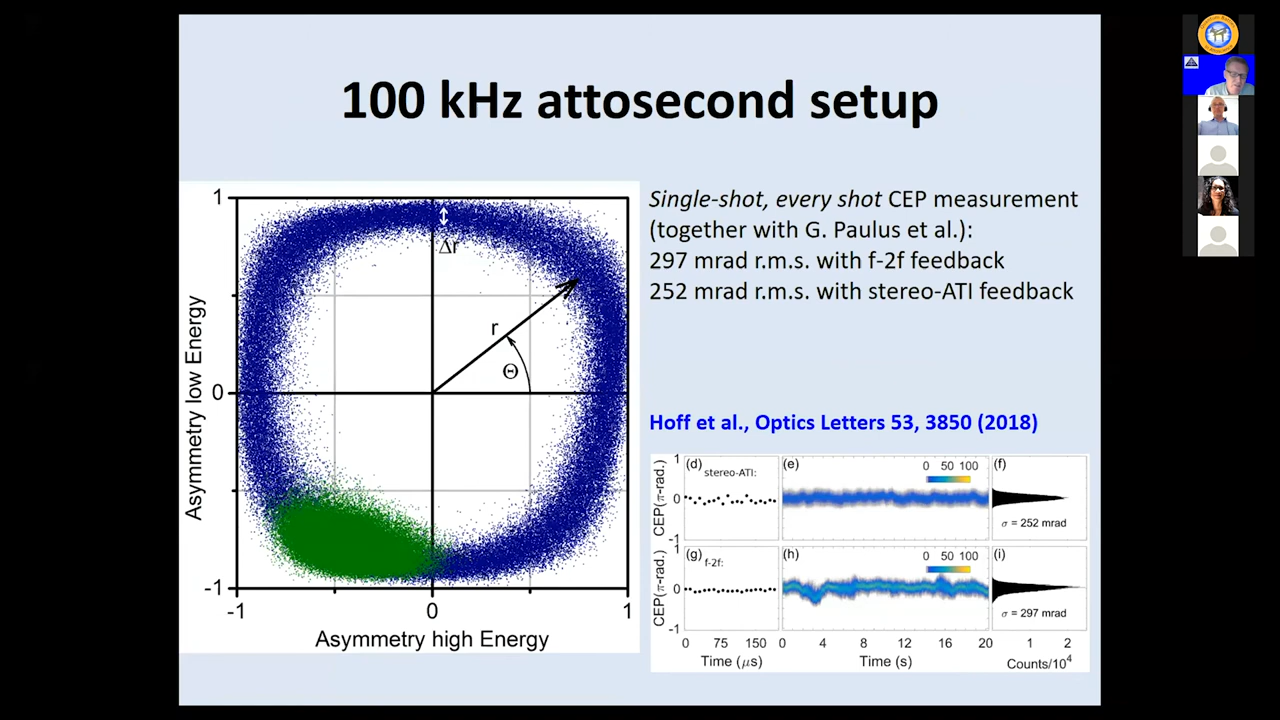 100 kHz attosecond setup
Single-shot, every shot CEP measurement
(together with G. Paulus et al.):
297 mrad r.m.s. with f-2f feedback
252 mrad r.m.s. with stereo-ATI feedback
Hoff et al., Optics Letters 53, 3850 (2018)
1
0
-1
Asymmetry low Energy
Δr
r
Θ
-1
0
1
Asymmetry high Energy
CEP(π-rad.)
1
0
-1
(d)
stereo-ATI:
(e)
0 50 100
(f)
σ = 252 mrad
CEP(π-rad.)
1
0
-1
(g)
f-2f:
(h)
0 50 100
(i)
σ = 297 mrad
0 75 150
0 4 8 12 16 20
1 2
Time (μs)
Time (s)
Counts/10⁴